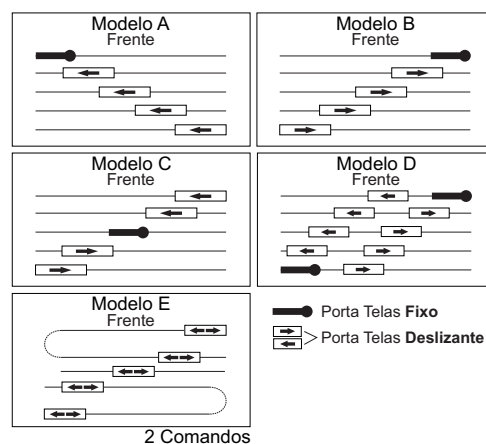 Modelo A
Frente
Modelo B
Frente
Modelo C
Frente
Modelo D
Frente
Modelo E
Frente
Porta Telas Fixo
Porta Telas Deslizante
2 Comandos